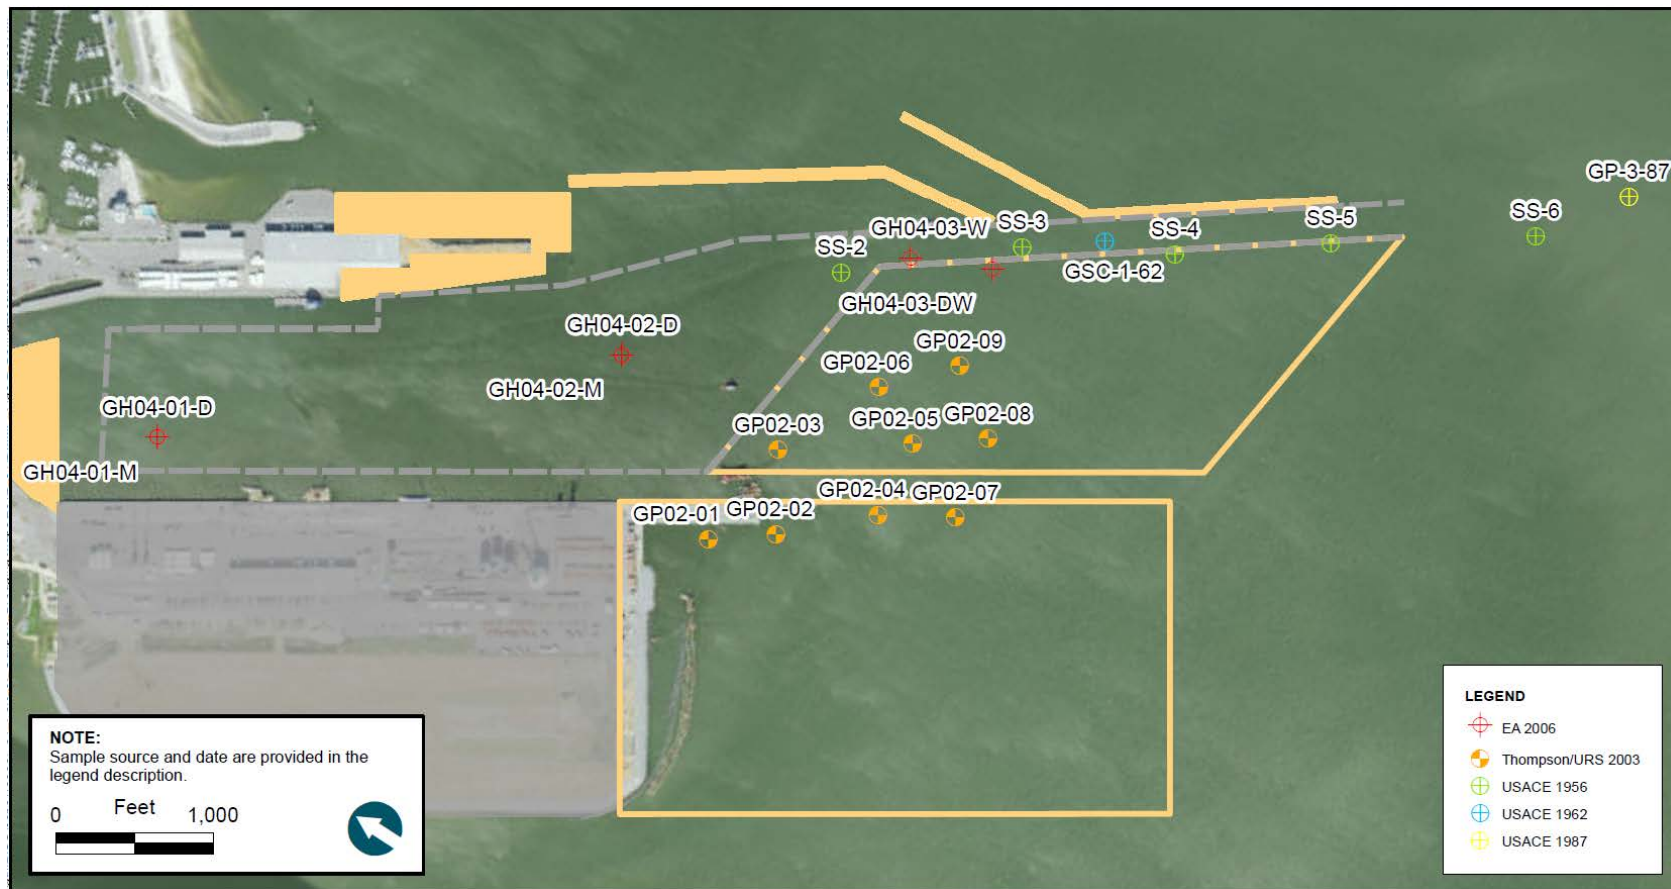 GP-3-87
SS-6
SS-5
SS-3
GH04-03-W
SS-4
SS-2
GSC-1-62
GH04-03-DW
GH04-02-D
GP02-09
GP02-06
GH04-02-M
GH04-01-D
GP02-08
GP02-05
GP02-03
GH04-01-M
GP02-04
GP02-07
GP02-02
GP02-01
NOTE:
Sample source and date are provided in the
legend description.
Feet
0 1,000
LEGEND
EA 2006
Thompson/URS 2003
USACE 1956
USACE 1962
USACE 1987